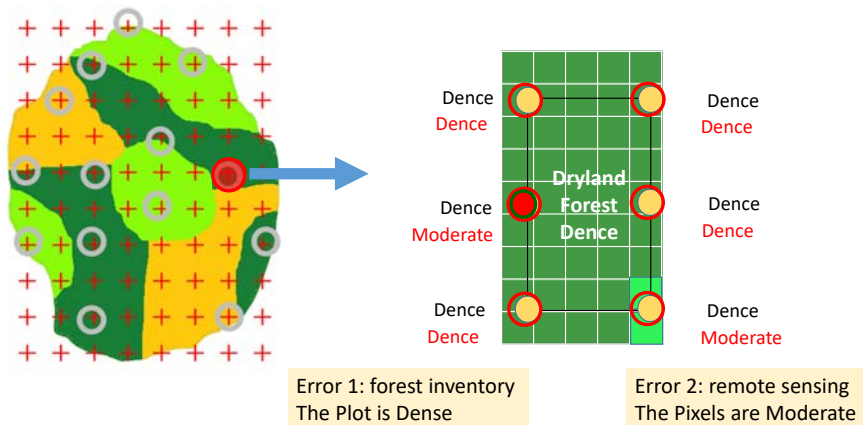 Dence
Dence
Dence
Dence
Dryland
Forest
Dence
Dence
Moderate
Dence
Dence
Dence
Dence
Dence
Moderate
Error 1: forest inventory
The Plot is Dense
Error 2: remote sensing
The Pixels are Moderate